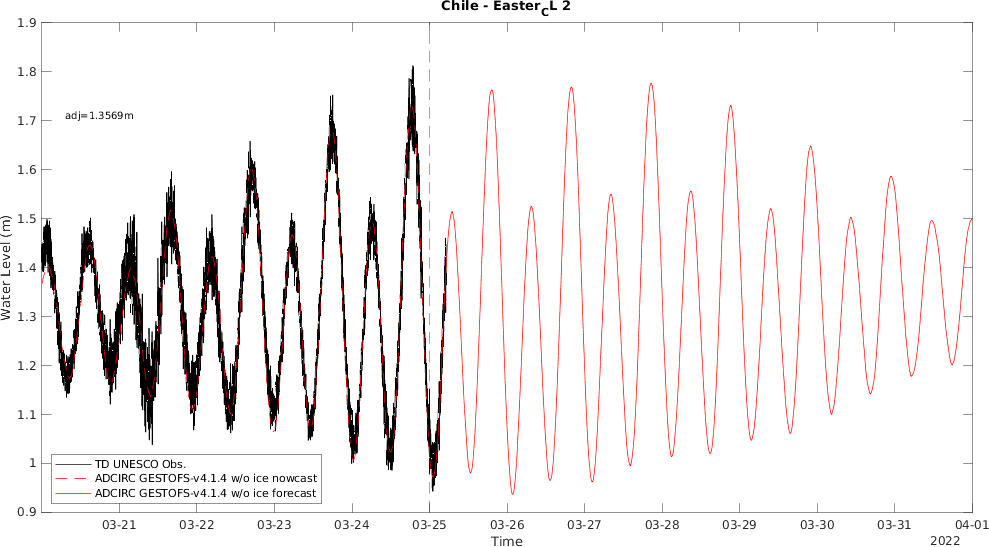 Chile - Easter_CL 2
1.9
1.8
1.7
1.6
1.5
1.4
1.3
1.2
1.1
1
0.9
Water Level (m)
adj=1.3569m
TD UNESCO Obs.
ADCIRC GESTOFS-v4.1.4 w/o ice nowcast
ADCIRC GESTOFS-v4.1.4 w/o ice forecast
03-21 03-22 03-23 03-24 03-25 03-26 03-27 03-28 03-29 03-30 03-31 04-01
Time
2022